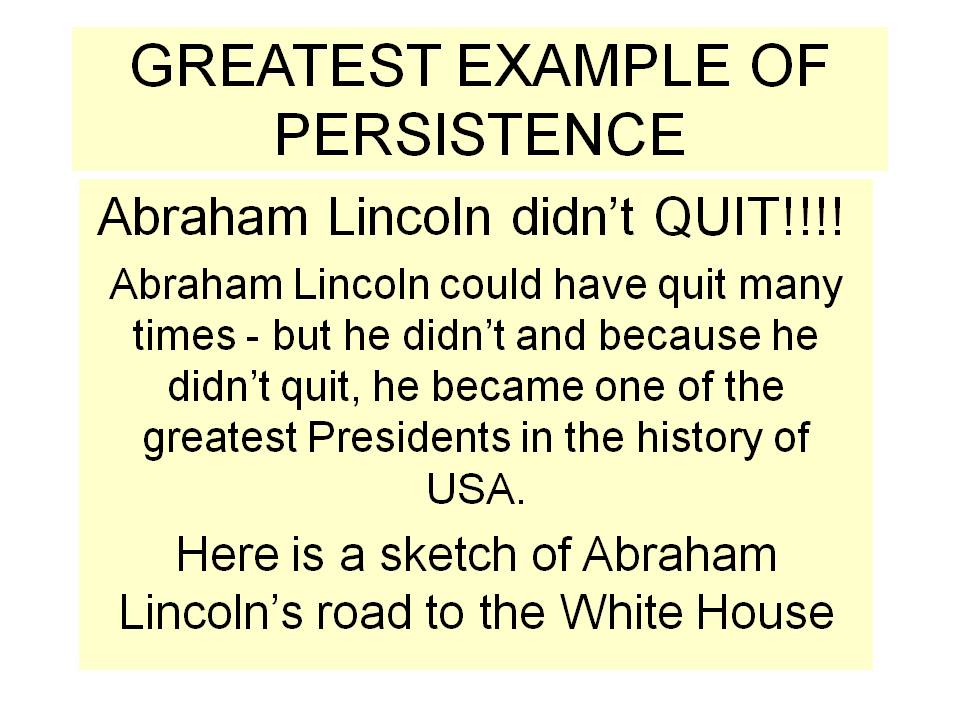 GREATEST EXAMPLE OF
PERSISTENCE
Abraham Lincoln didn’t QUIT!!!!
Abraham Lincoln could have quit many
times - but he didn’t and because he
didn’t quit, he became one of the
greatest Presidents in the history of
USA.
Here is a sketch of Abraham
Lincoln’s road to the White House